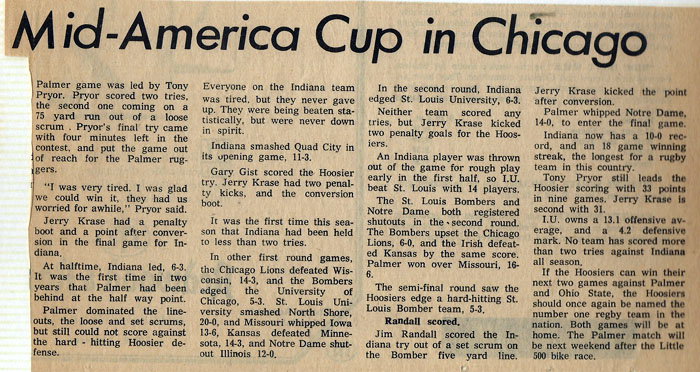 Mid-America Cup in Chicago
Palmer game was led by Tony
Pryor. Pryor scored two tries,
the second one coming on a
75 yard run out of a loose
scrum . Pryor's final try came
with four minutes left in the
contest, and put the game out
of reach for the Palmer rug-
gers.
"I was very tired. I was glad
we could win it, they had us
worried for awhile," Pryor said.
Jerry Krase had a penalty
boot and a point after conver-
sion in the final game for In-
diana.
At halftime, Indiana led, 6-3.
It was the first time in two
years that Palmer had been
behind at the half way point.
Palmer dominated the line-
outs, the loose and set scrums,
but still could not score against
the hard - hitting Hoosier de-
fense.
Everyone on the Indiana team
was tired, but they never gave
up. They were being beaten sta-
tistically, but were never down
in spirit.
Indiana smashed Quad City in
its opening game, 11-3.
Gary Gist scored the Hoosier
try. Jerry Krase had two penal-
ty kicks, and the conversion
boot.
It was the first time this sea-
son that Indiana had been held
to less than two tries.
In other first round games,
the Chicago Lions defeated Wis-
consin, 14-3, and the Bombers
edged the University of
Chicago, 5-3. St. Louis Uni-
versity smashed North Shore,
20-0, and Missouri whipped Iowa
13-6, Kansas defeated Minne-
sota, 14-3, and Notre Dame shut-
out Illinois 12-0.
In the second round, Indiana
edged St. Louis University, 6-3.
Neither team scored any
tries, but Jerry Krase kicked
two penalty goals for the Hoos-
iers.
An Indiana player was thrown
out of the game for rough play
early in the first half, so I.U.
beat St. Louis with 14 players.
The St. Louis Bombers and
Notre Dame both registered
shutouts in the second round.
The Bombers upset the Chicago
Lions, 6-0, and the Irish defeat-
ed Kansas by the same score.
Palmer won over Missouri, 16-
6.
The semi-final round saw the
Hoosiers edge a hard-hitting St.
Louis Bomber team, 5-3.
Randall scored.
Jim Randall scored the In-
diana try out of a set scrum on
the Bomber five yard line.
Jerry Krase kicked the point
after conversion.
Palmer whipped Notre Dame,
14-0, to enter the final game.
Indiana now has a 10-0 rec-
ord, and an 18 game winning
streak, the longest for a rugby
team in this country.
Tony Pryor still leads the
Hoosier scoring with 33 points
in nine games. Jerry Krase is
second with 31.
I.U. owns a 13.1 offensive av-
erage, and a 4.2 defensive
mark. No team has scored more
than two tries against Indiana
all season.
If the Hoosiers can win their
next two games against Palmer
and Ohio State, the Hoosiers
should once again be named the
number one regby team in the
nation. Both games will be at
home. The Palmer match will
be next weekend after the Little
500 bike race.